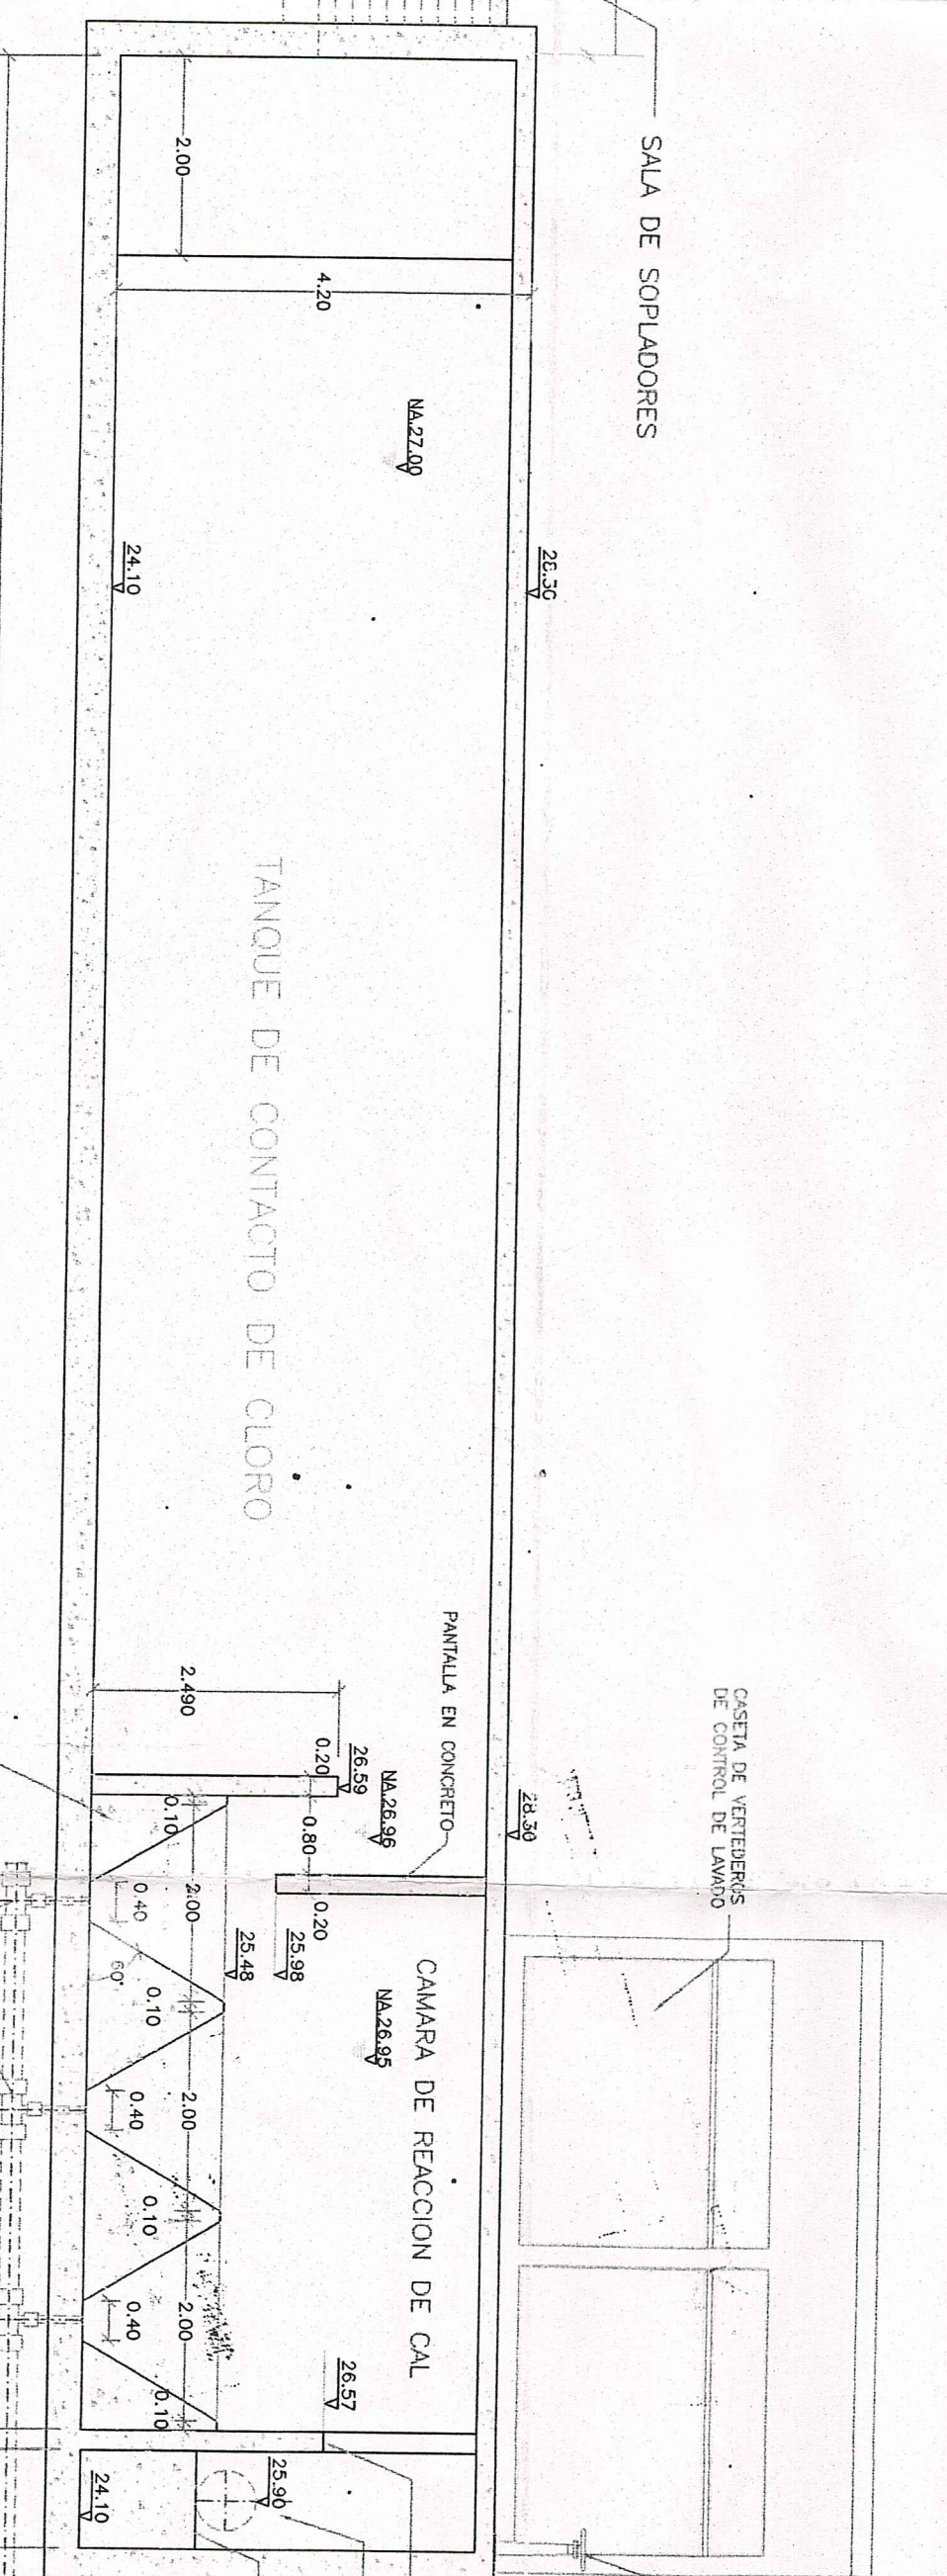 SALA DE SOPLADORES
2.00
4.20
NA.27.00
28.30
24.10
TANQUE DE CONTACTO DE CLORO
CASETA DE VERTEDEROS
DE CONTROL DE LAVADO
PANTALLA EN CONCRETO
28.30
NA.26.96
26.59
0.20
2.490
0.80
0.20
0.10
2.00
0.40
25.98
25.48
60°
0.10
CAMARA DE REACCION DE CAL
NA.26.95
2.00
0.40
0.10
2.00
0.40
26.57
0.10
25.90
24.10